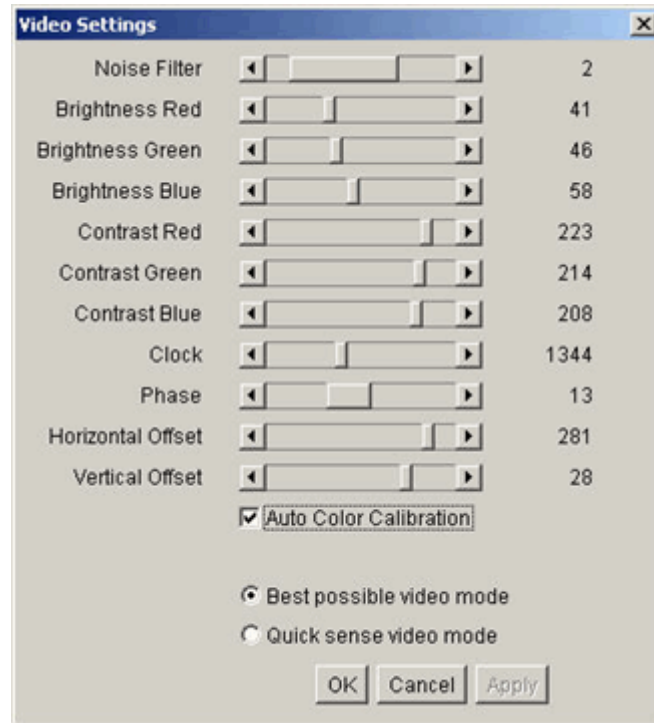 Video Settings
Noise Filter 2
Brightness Red 41
Brightness Green 46
Brightness Blue 58
Contrast Red 223
Contrast Green 214
Contrast Blue 208
Clock 1344
Phase 13
Horizontal Offset 281
Vertical Offset 28
Auto Color Calibration
Best possible video mode
Quick sense video mode
OK Cancel Apply